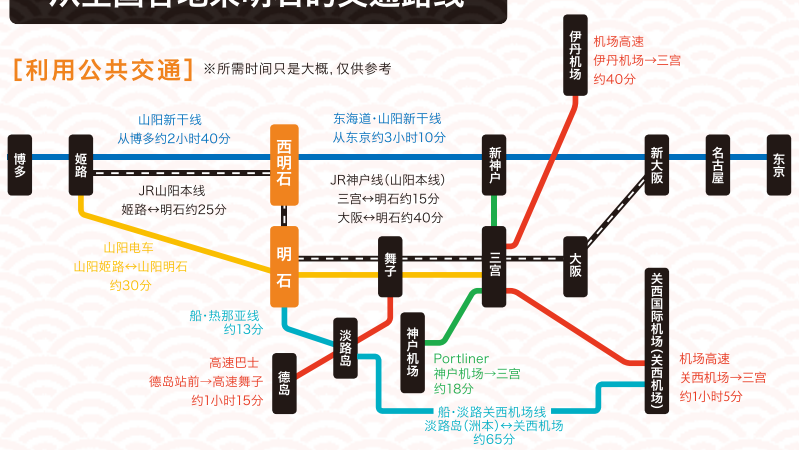 从全国各地来明石的交通路线
[利用公共交通]
※所需时间只是大概,仅供参考
伊丹机场
机场高速
伊丹机场→三宫
约40分
山阳新干线
从博多约2小时40分
东海道·山阳新干线
从东京约3小时10分
博多
姬路
西明石
新神户
新大阪
名古屋
东京
JR山阳本线
姬路↔明石约25分
JR神户线(山阳本线)
三宫↔明石约15分
大阪↔明石约40分
山阳电车
山阳姬路↔山阳明石
约30分
明石
舞子
三宫
大阪
关西国际机场(关西机场)
船·热那亚线
约13分
淡路岛
神户机场
德岛
高速巴士
德岛站前→高速舞子
约1小时15分
Portliner
神户机场→三宫
约18分
机场高速
关西机场→三宫
约1小时5分
船·淡路关西机场线
淡路岛(洲本)↔关西机场
约65分